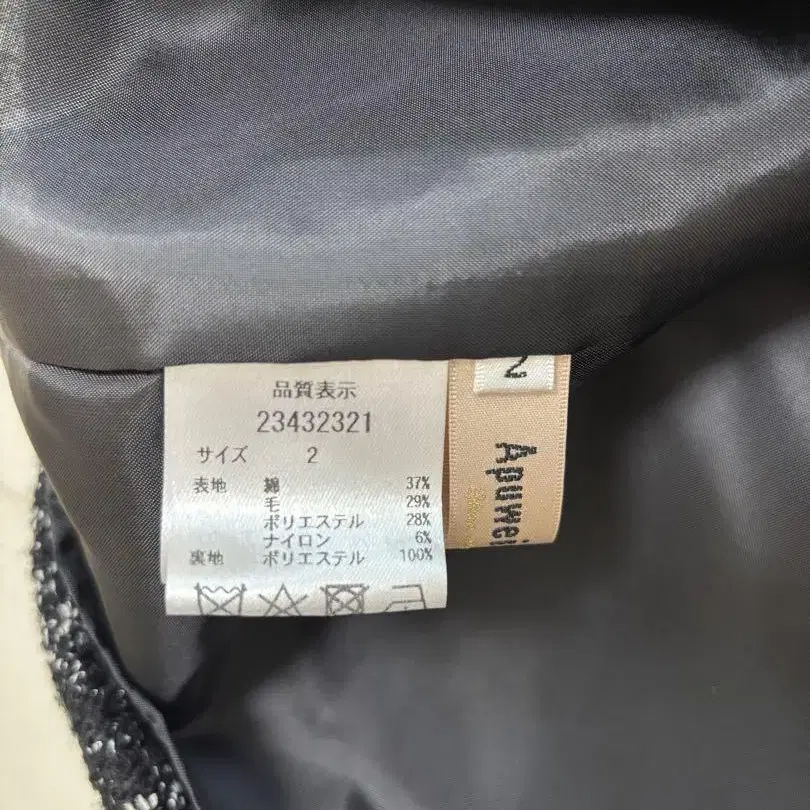 品質表示
23432321
サイズ 2
表地 綿 37%
毛 29%
ポリエステル 28%
ナイロン 6%
裏地 ポリエステル 100%
2
Apuwei